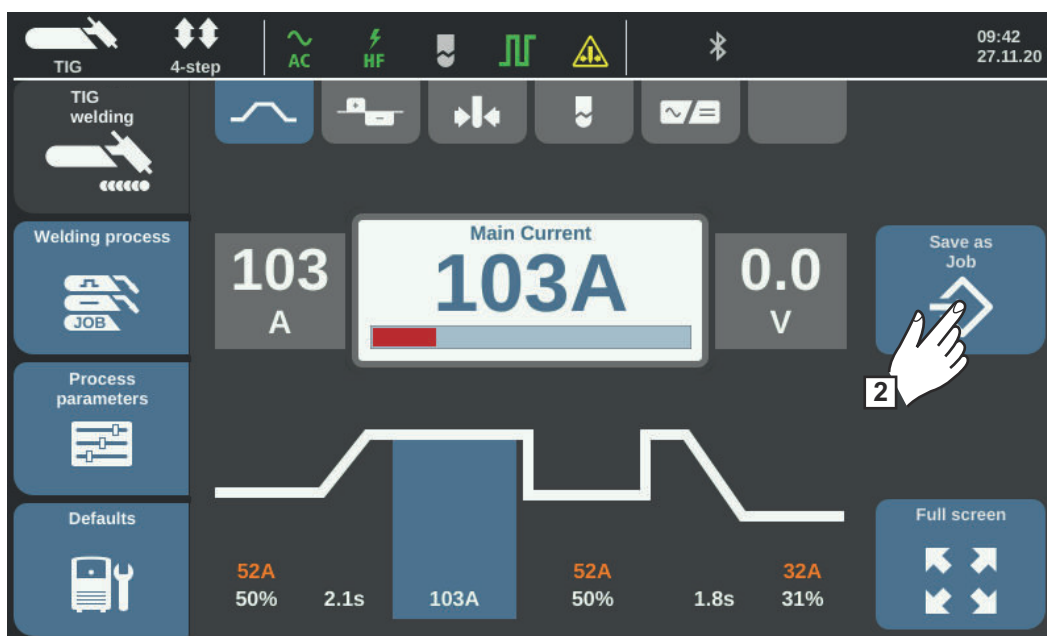 TIG
4-step
AC
HF
09:42
27.11.20
TIG
welding
Welding process
JOB
Process
parameters
Defaults
103
A
Main Current
103A
0.0
V
Save as
Job
2
52A
50%
2.1s
103A
52A
50%
1.8s
32A
31%
Full screen